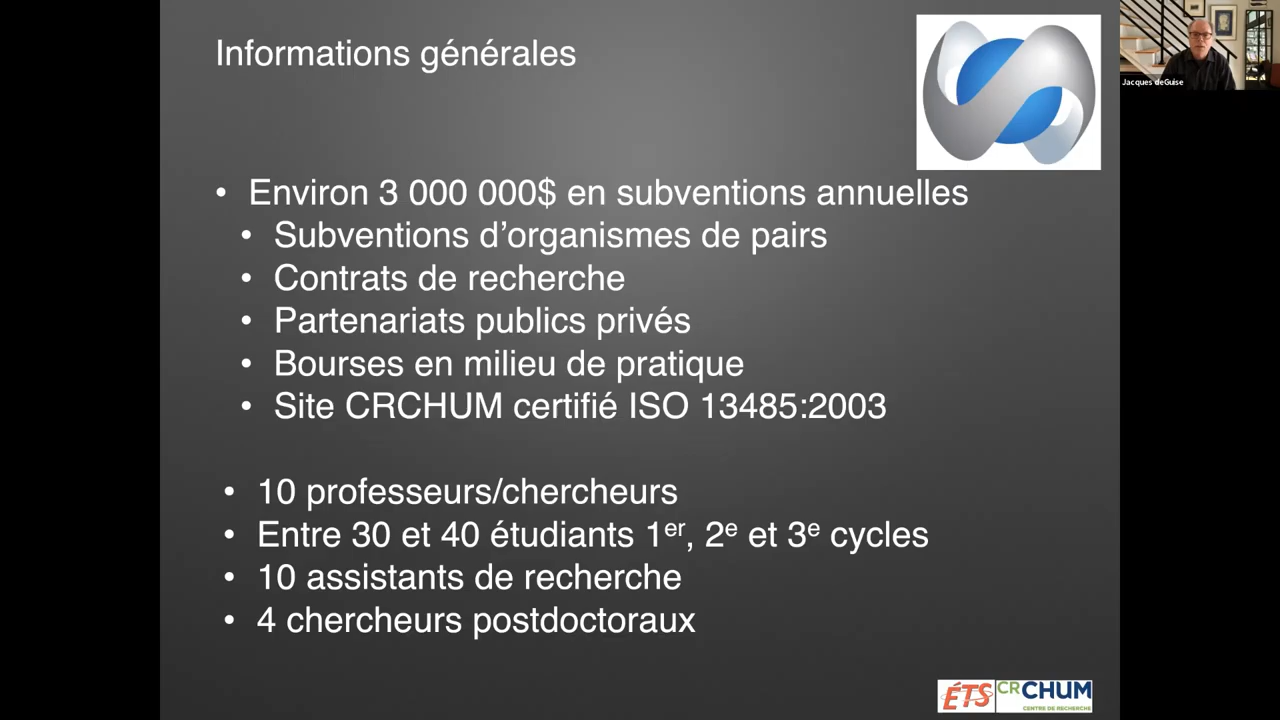 Informations générales
Jacques deGuise
• Environ 3 000 000$ en subventions annuelles
• Subventions d’organismes de pairs
• Contrats de recherche
• Partenariats publics privés
• Bourses en milieu de pratique
• Site CRCHUM certifié ISO 13485:2003
• 10 professeurs/chercheurs
• Entre 30 et 40 étudiants 1er, 2e et 3e cycles
• 10 assistants de recherche
• 4 chercheurs postdoctoraux
ÉTS CRCHUM
CENTRE DE RECHERCHE